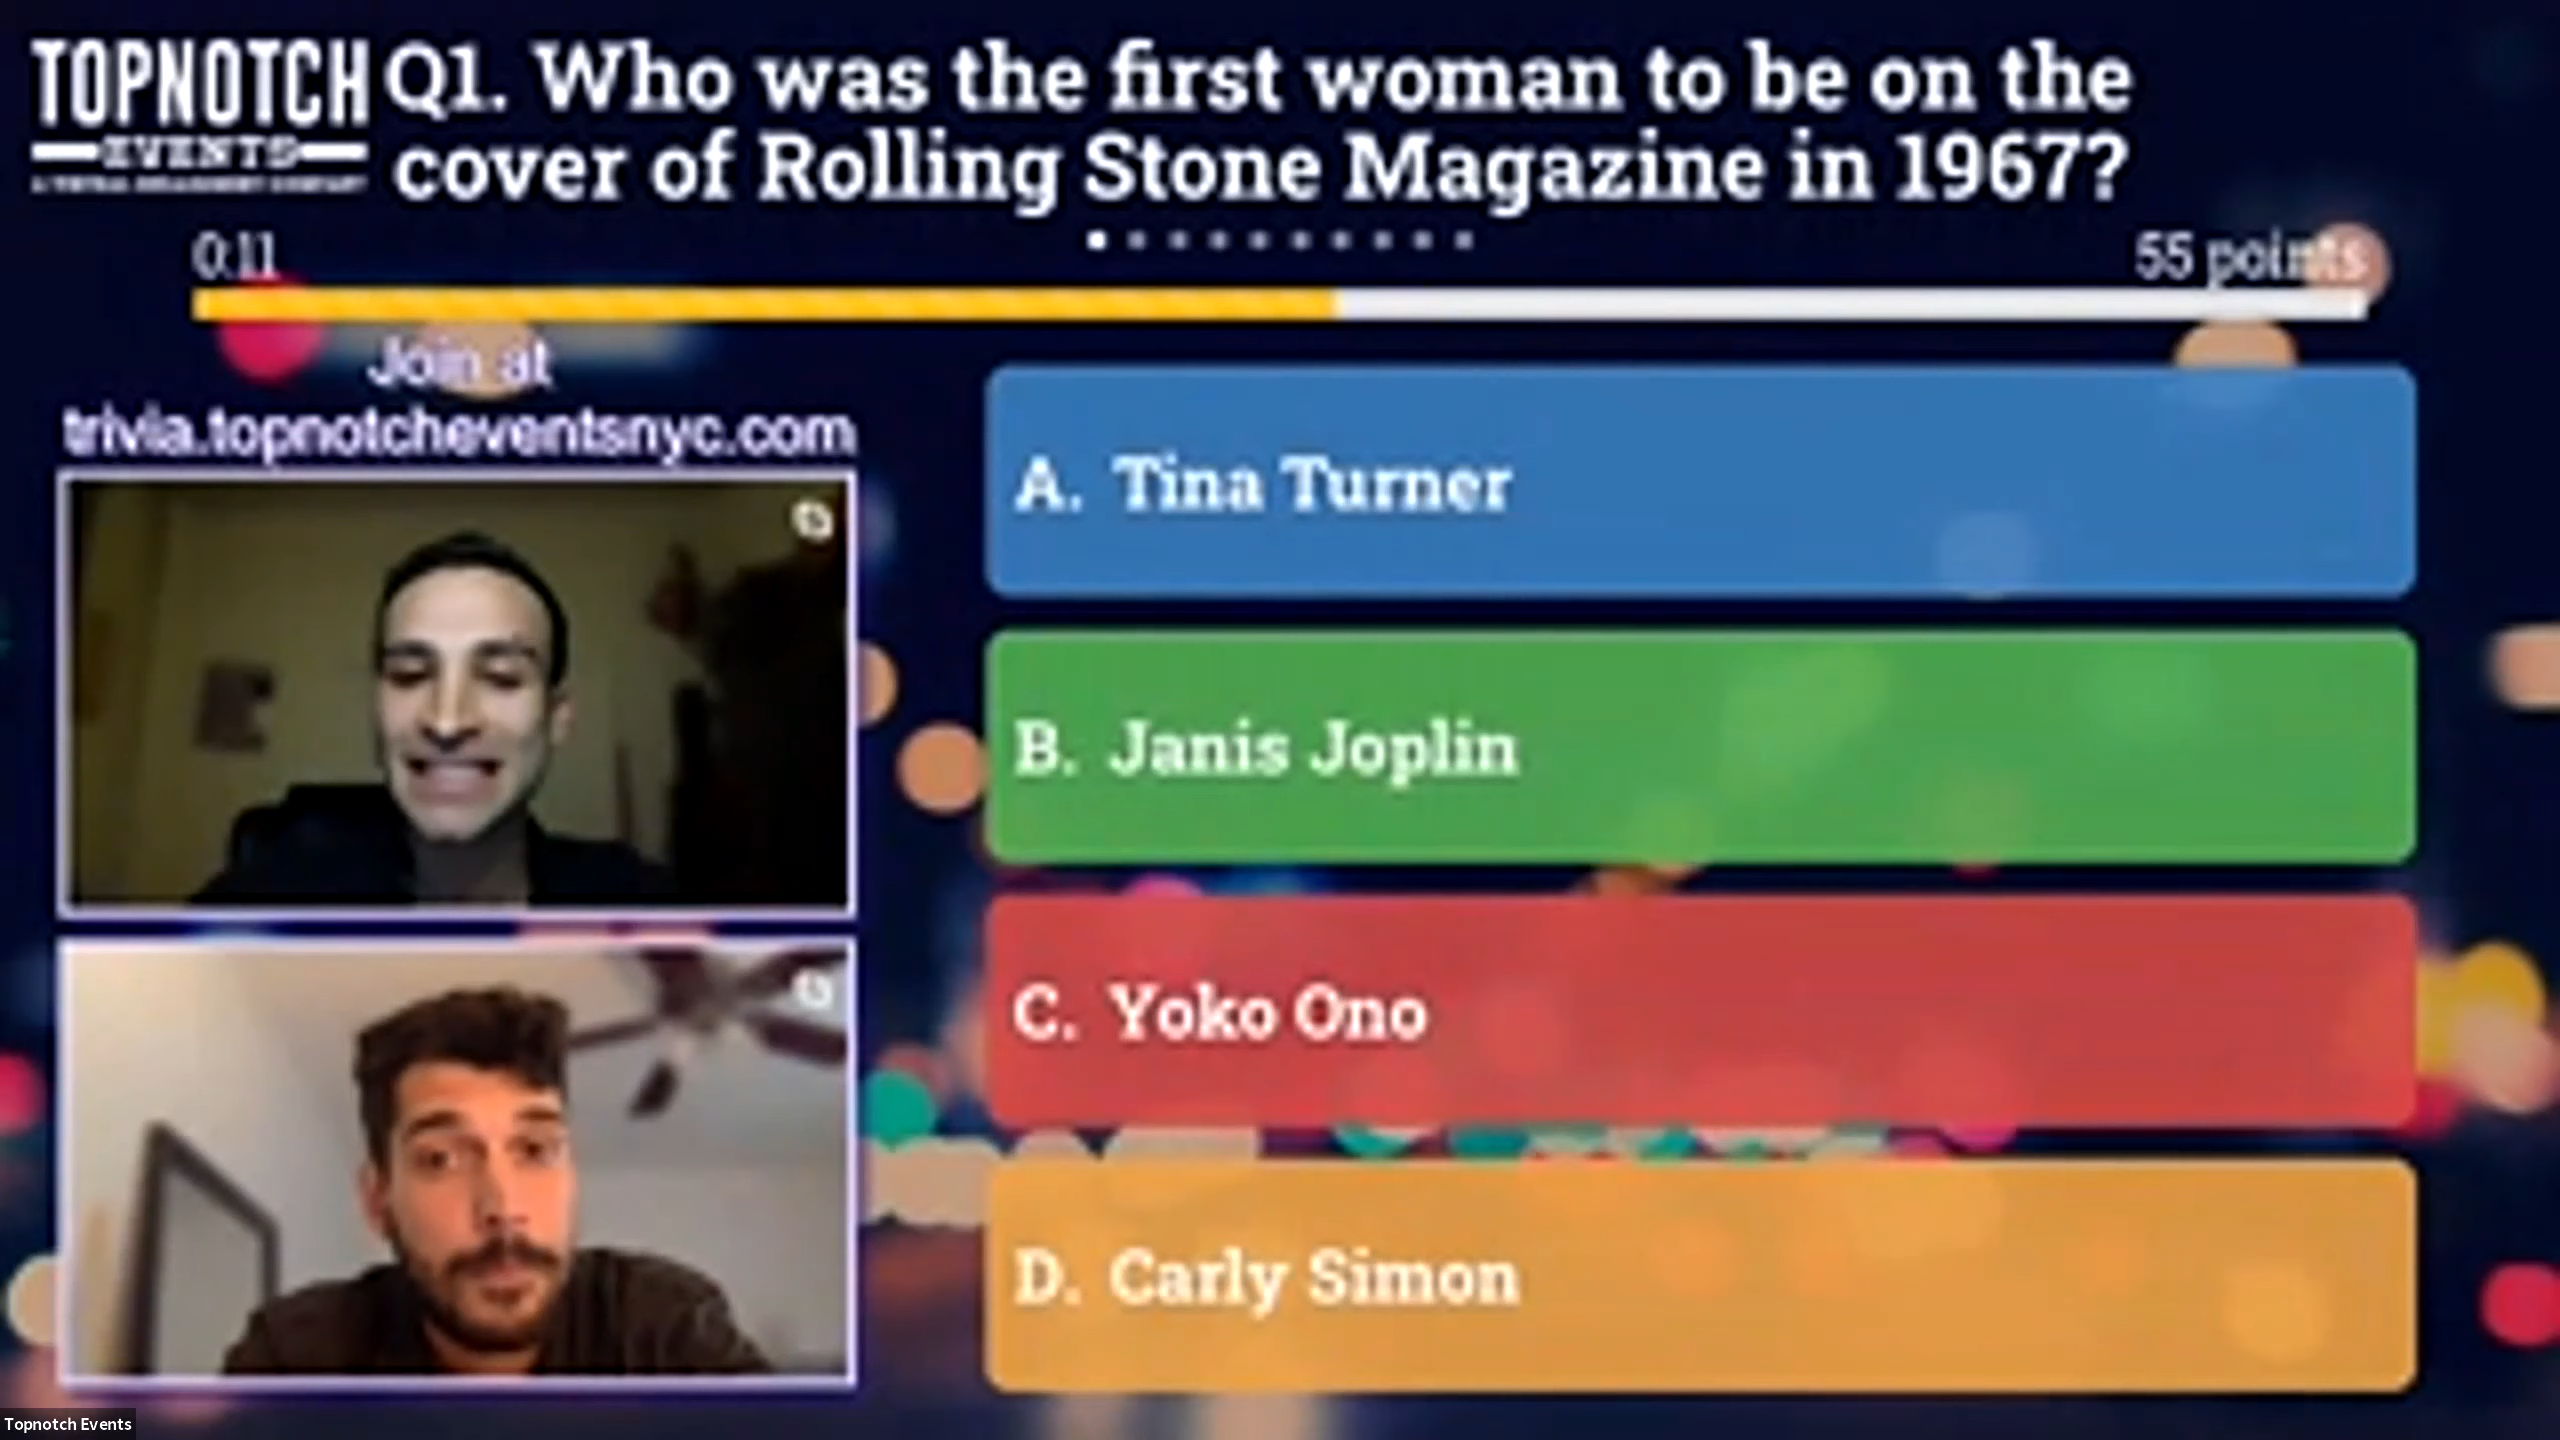 TOPNOTCH
EVENTS
Q1. Who was the first woman to be on the
cover of Rolling Stone Magazine in 1967?
0:11
55 points
Join at
trivia.topnotcheventsnyc.com
A. Tina Turner
B. Janis Joplin
C. Yoko Ono
D. Carly Simon
Topnotch Events